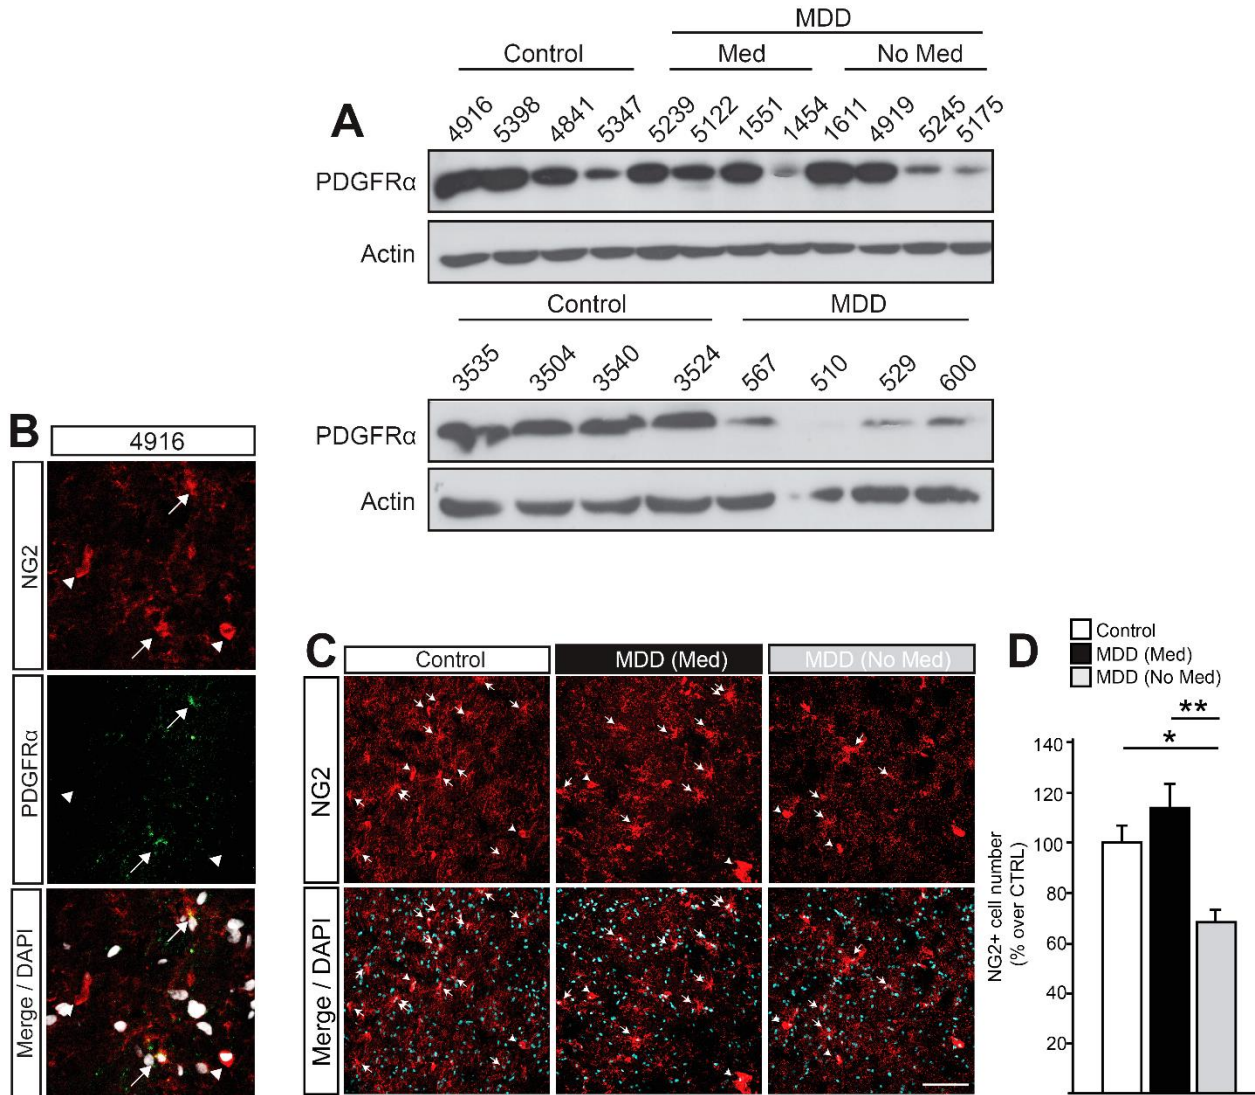 MDD
Control Med No Med
A
4916 5398 4841 5347 5239 5122 1551 1454 1611 4919 5245 5175
PDGFRα
Actin
Control MDD
3535 3504 3540 3524 567 510 529 600
PDGFRα
Actin
B
4916
NG2
PDGFRα
Merge / DAPI
C
Control MDD (Med) MDD (No Med)
NG2
Merge / DAPI
D
Control
MDD (Med)
MDD (No Med)
**
*
NG2+ cell number
(% over CTRL)
140
120
100
80
60
40
20